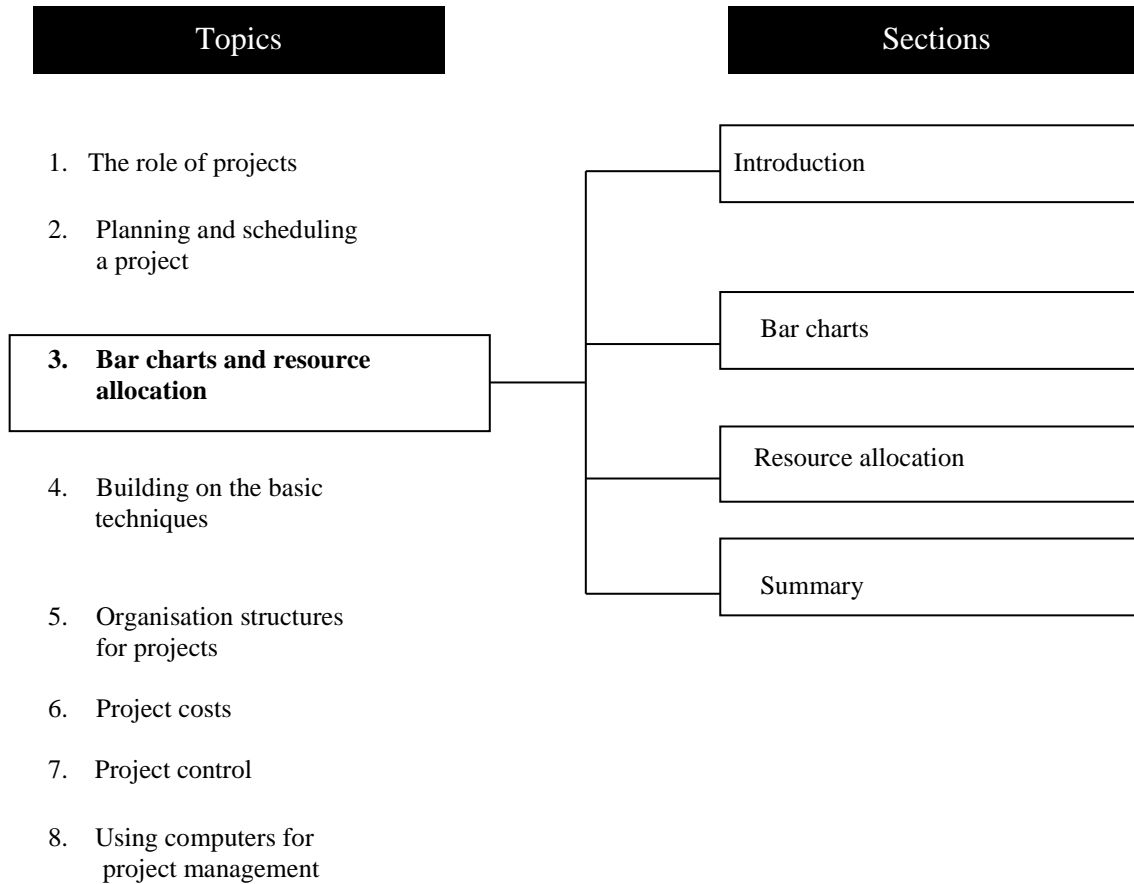 Topics
1. The role of projects
2. Planning and scheduling
a project
3. Bar charts and resource
allocation
4. Building on the basic
techniques
5. Organisation structures
for projects
6. Project costs
7. Project control
8. Using computers for
project management
Sections
Introduction
Bar charts
Resource allocation
Summary